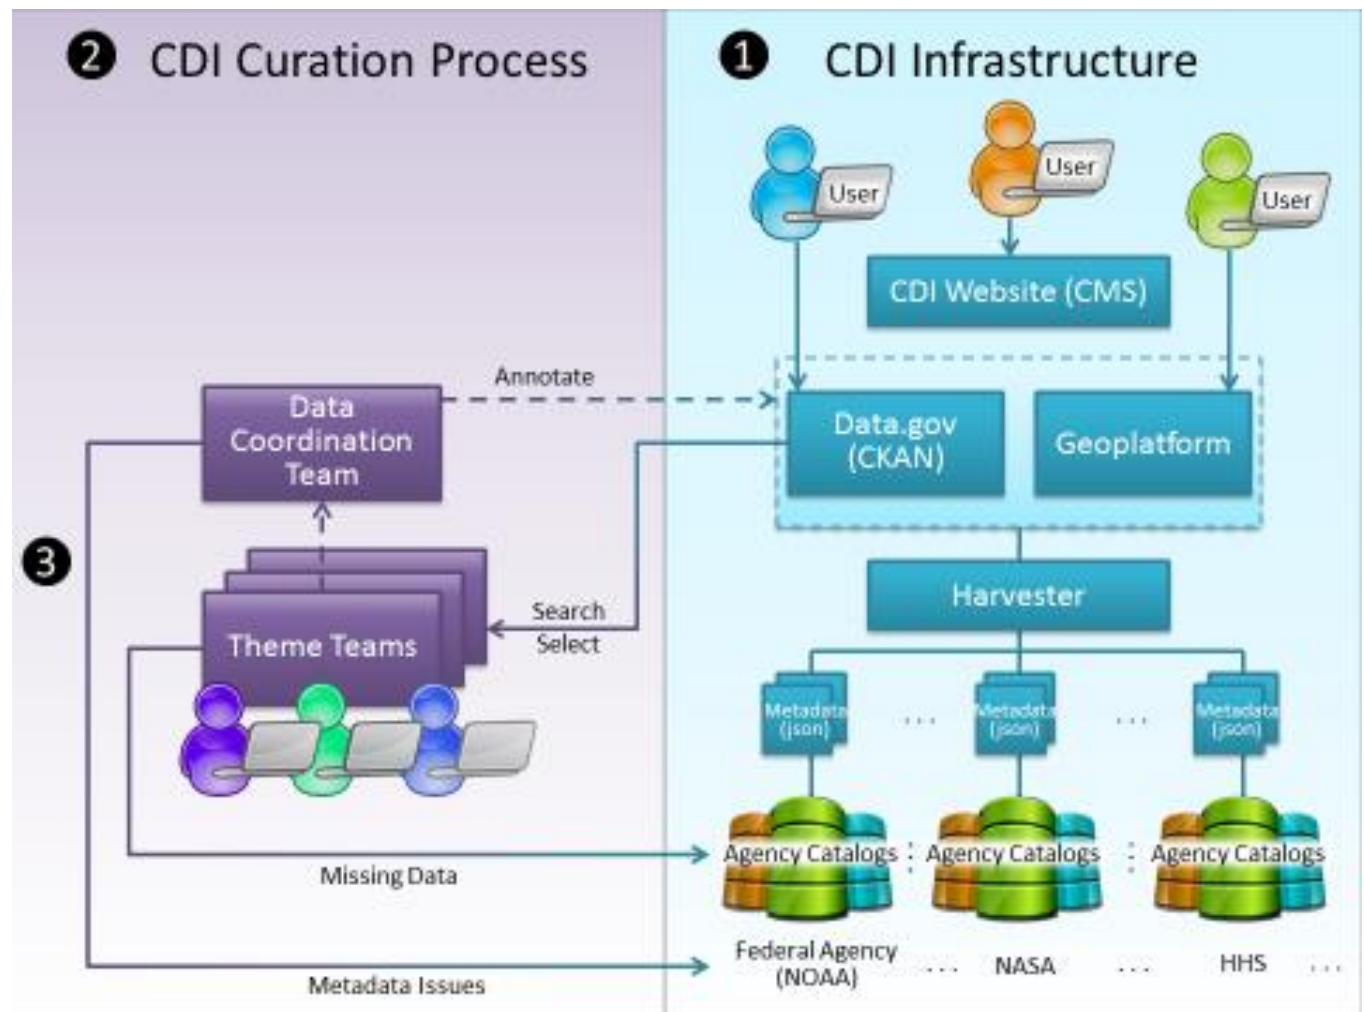 2 CDI Curation Process
1 CDI Infrastructure
User
User
User
CDI Website (CMS)
Annotate
Data
Coordination
Team
Data.gov
(CKAN)
Geoplatform
3
Harvester
Search
Select
Theme Teams
Metadata
(json)
...
Metadata
(json)
...
Metadata
(json)
Agency Catalogs
Agency Catalogs
Agency Catalogs
Missing Data
Federal Agency
(NOAA)
...
NASA
...
HHS
...
Metadata Issues